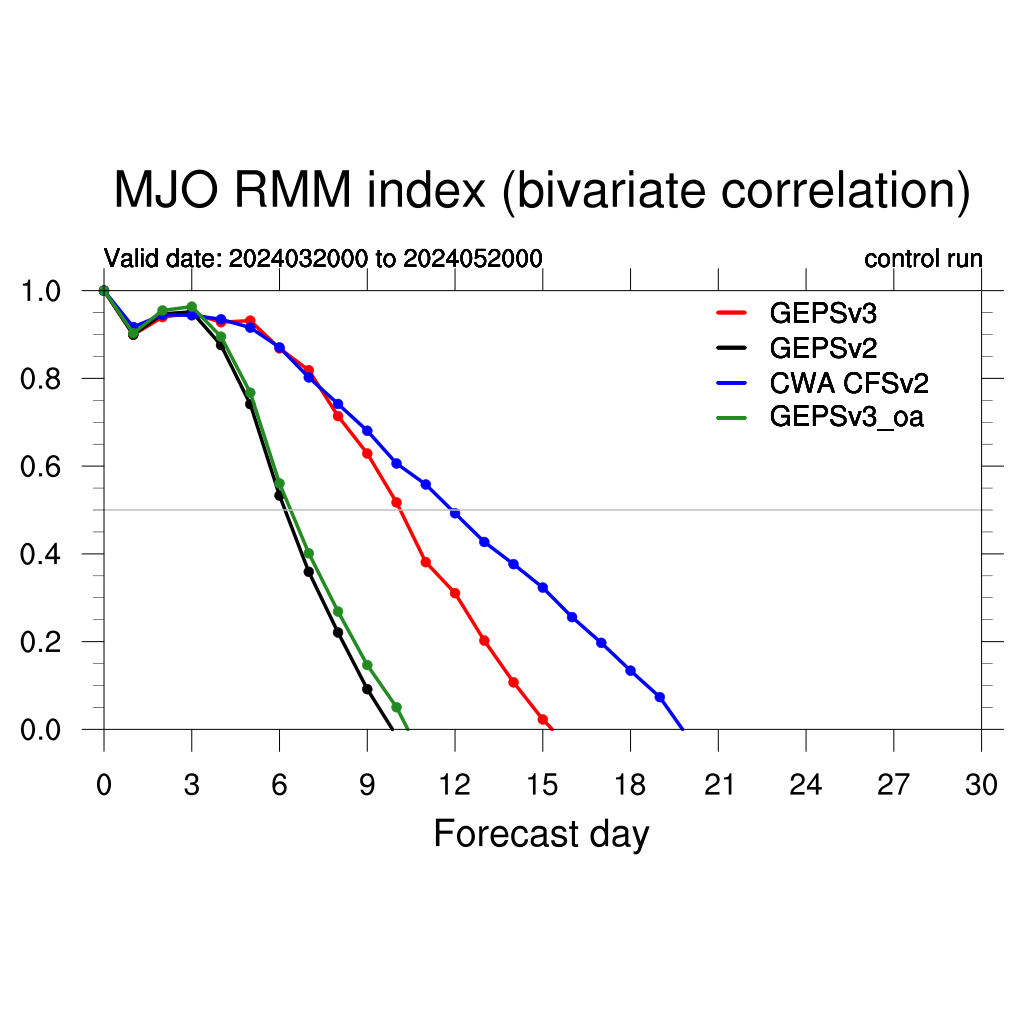 MJO RMM index (bivariate correlation)
Valid date: 2024032000 to 2024052000 control run
1.0
0.8
0.6
0.4
0.2
0.0
GEPSv3
GEPSv2
CWA CFSv2
GEPSv3_oa
0 3 6 9 12 15 18 21 24 27 30
Forecast day